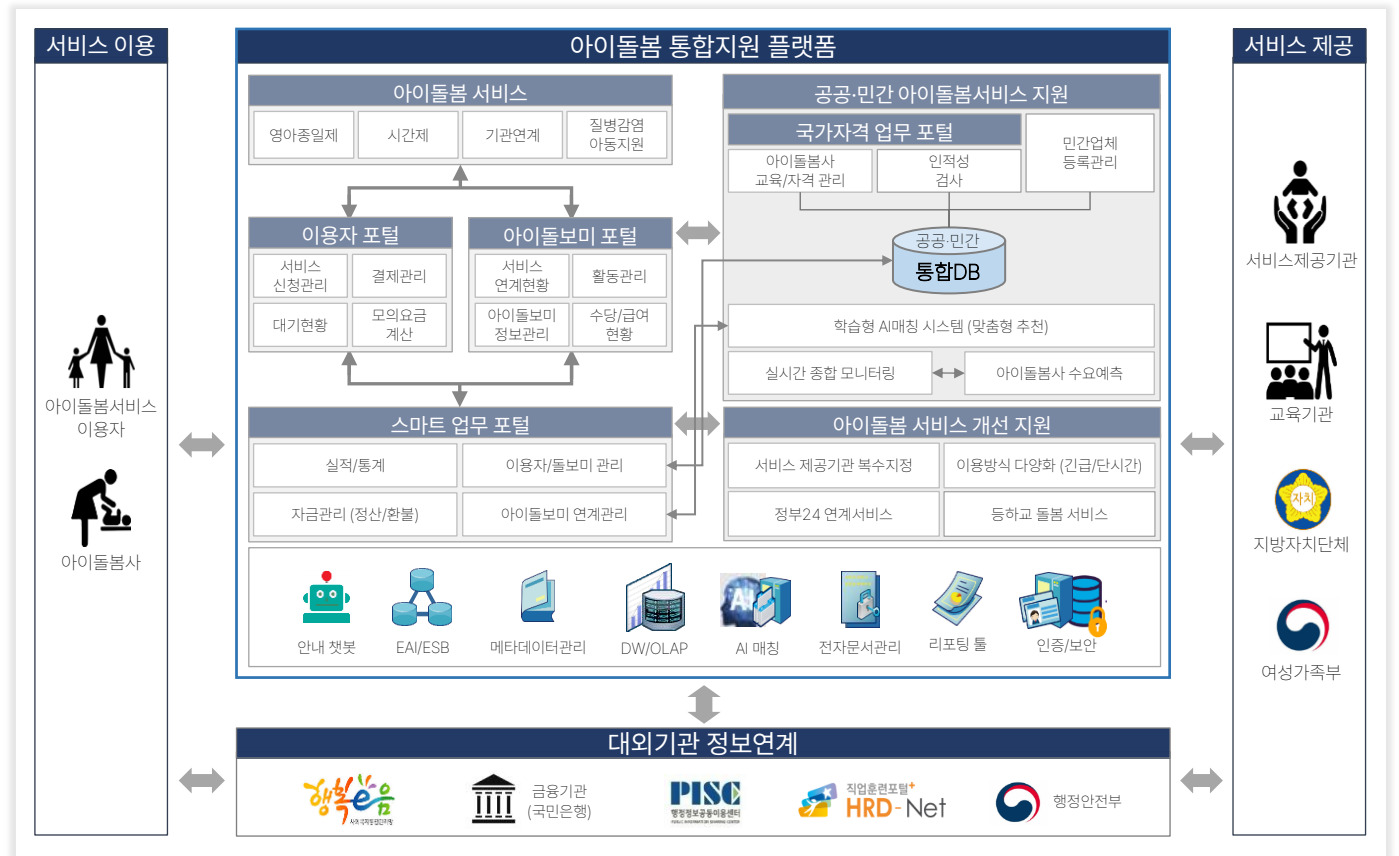 서비스 이용
아이돌봄서비스
이용자
아이돌봄사
아이돌봄 통합지원 플랫폼
아이돌봄 서비스
영아종일제
시간제
기관연계
질병감염
아동지원
이용자 포털
서비스
신청관리
결제관리
대기현황
모의요금
계산
아이돌보미 포털
서비스
연계현황
활동관리
아이돌보미
정보관리
수당/급여
현황
스마트 업무 포털
실적/통계
이용자/돌보미 관리
자금관리 (정산/환불)
아이돌보미 연계관리
공공·민간 아이돌봄서비스 지원
국가자격 업무 포털
아이돌봄사
교육/자격 관리
인적성
검사
민간업체
등록관리
공공·민간
통합DB
학습형 AI매칭 시스템 (맞춤형 추천)
실시간 종합 모니터링
아이돌봄사 수요예측
아이돌봄 서비스 개선 지원
서비스 제공기관 복수지정
이용방식 다양화 (긴급/단시간)
정부24 연계서비스
등하교 돌봄 서비스
AI
안내 챗봇
EAI/ESB
메타데이터관리
DW/OLAP
AI 매칭
전자문서관리
리포팅 툴
인증/보안
대외기관 정보연계
행복e음
금융기관
(국민은행)
PISC
행정정보공동이용센터
직업훈련포털+
HRD-Net
행정안전부
서비스 제공
서비스제공기관
교육기관
자치
지방자치단체
여성가족부